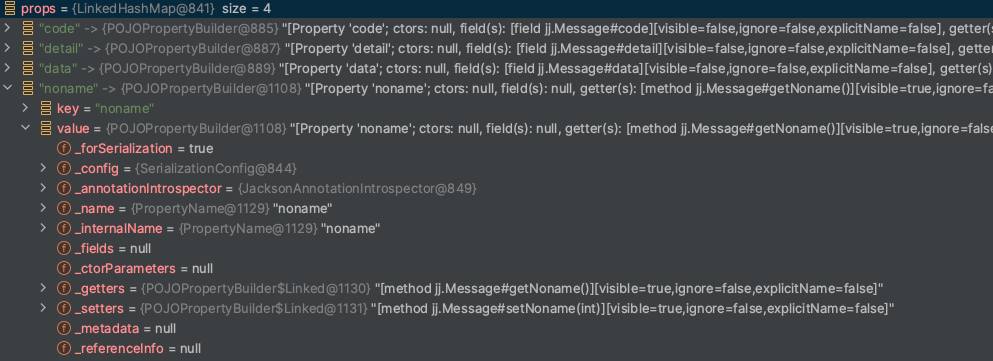 props = {LinkedHashMap@841} size = 4
"code" -> {POJOPropertyBuilder@885} "[Property 'code'; ctors: null, field(s): [field jj.Message#code][visible=false,ignore=false,explicitName=false], getter(s)
"detail" -> {POJOPropertyBuilder@887} "[Property 'detail'; ctors: null, field(s): [field jj.Message#detail][visible=false,ignore=false,explicitName=false], gette
"data" -> {POJOPropertyBuilder@889} "[Property 'data'; ctors: null, field(s): [field jj.Message#data][visible=false,ignore=false,explicitName=false], getter(s)
"noname" -> {POJOPropertyBuilder@1108} "[Property 'noname'; ctors: null, field(s): null, getter(s): [method jj.Message#getNoname()][visible=true,ignore=fa
key = "noname"
value = {POJOPropertyBuilder@1108} "[Property 'noname'; ctors: null, field(s): null, getter(s): [method jj.Message#getNoname()][visible=true,ignore=false
f _forSerialization = true
f _config = {SerializationConfig@844}
f _annotationIntrospector = {JacksonAnnotationIntrospector@849}
f _name = {PropertyName@1129} "noname"
f _internalName = {PropertyName@1129} "noname"
f _fields = null
f _ctorParameters = null
f _getters = {POJOPropertyBuilder$Linked@1130} "[method jj.Message#getNoname()][visible=true,ignore=false,explicitName=false]"
f _setters = {POJOPropertyBuilder$Linked@1131} "[method jj.Message#setNoname(int)][visible=true,ignore=false,explicitName=false]"
f _metadata = null
f _referenceInfo = null